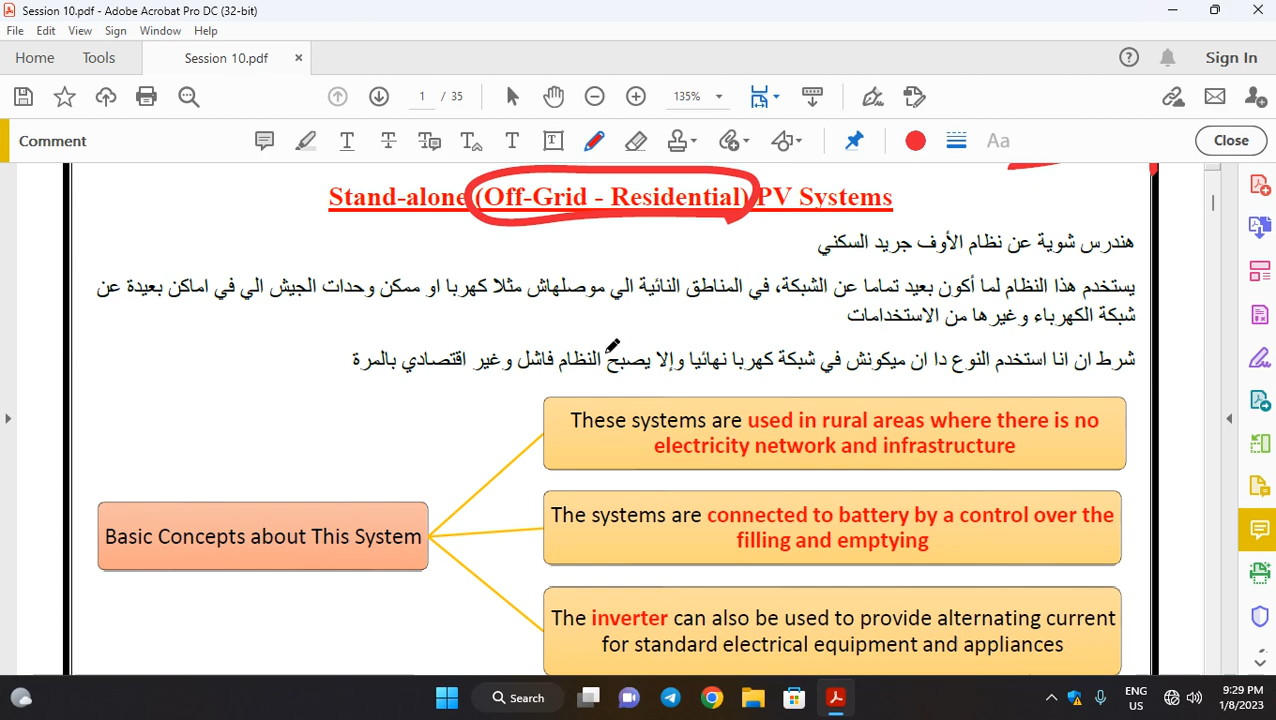 Session 10.pdf - Adobe Acrobat Pro DC (32-bit)
File Edit View Sign Window Help
Home Tools Session 10.pdf × Sign In
1 / 35 135%
Comment Close
Stand-alone (Off-Grid - Residential) PV Systems
هندرس شوية عن نظام الأوف جريد السكني
يستخدم هذا النظام لما أكون بعيد تماما عن الشبكة، في المناطق النائية الي موصلهاش مثلا كهربا او ممكن وحدات الجيش الي في اماكن بعيدة عن
شبكة الكهرباء وغيرها من الاستخدامات
شرط ان انا استخدم النوع دا ان ميكونش في شبكة كهربا نهائيا وإلا يصبح النظام فاشل وغير اقتصادي بالمرة
These systems are used in rural areas where there is no
electricity network and infrastructure
The systems are connected to battery by a control over the
filling and emptying
Basic Concepts about This System
The inverter can also be used to provide alternating current
for standard electrical equipment and appliances
Search
ENG
US
9:29 PM
1/8/2023